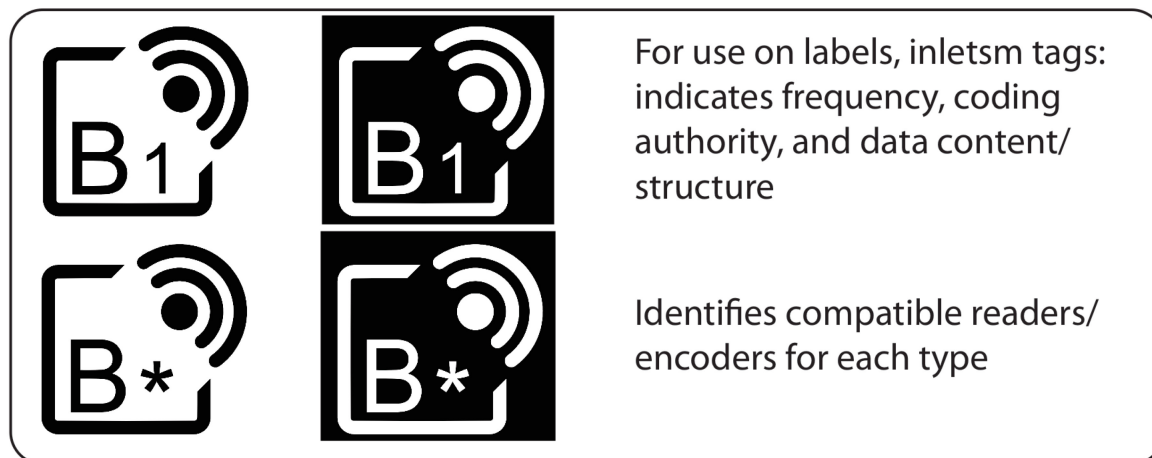 B1
B1
For use on labels, inletsm tags:
indicates frequency, coding
authority, and data content/
structure
B*
B*
Identifies compatible readers/
encoders for each type